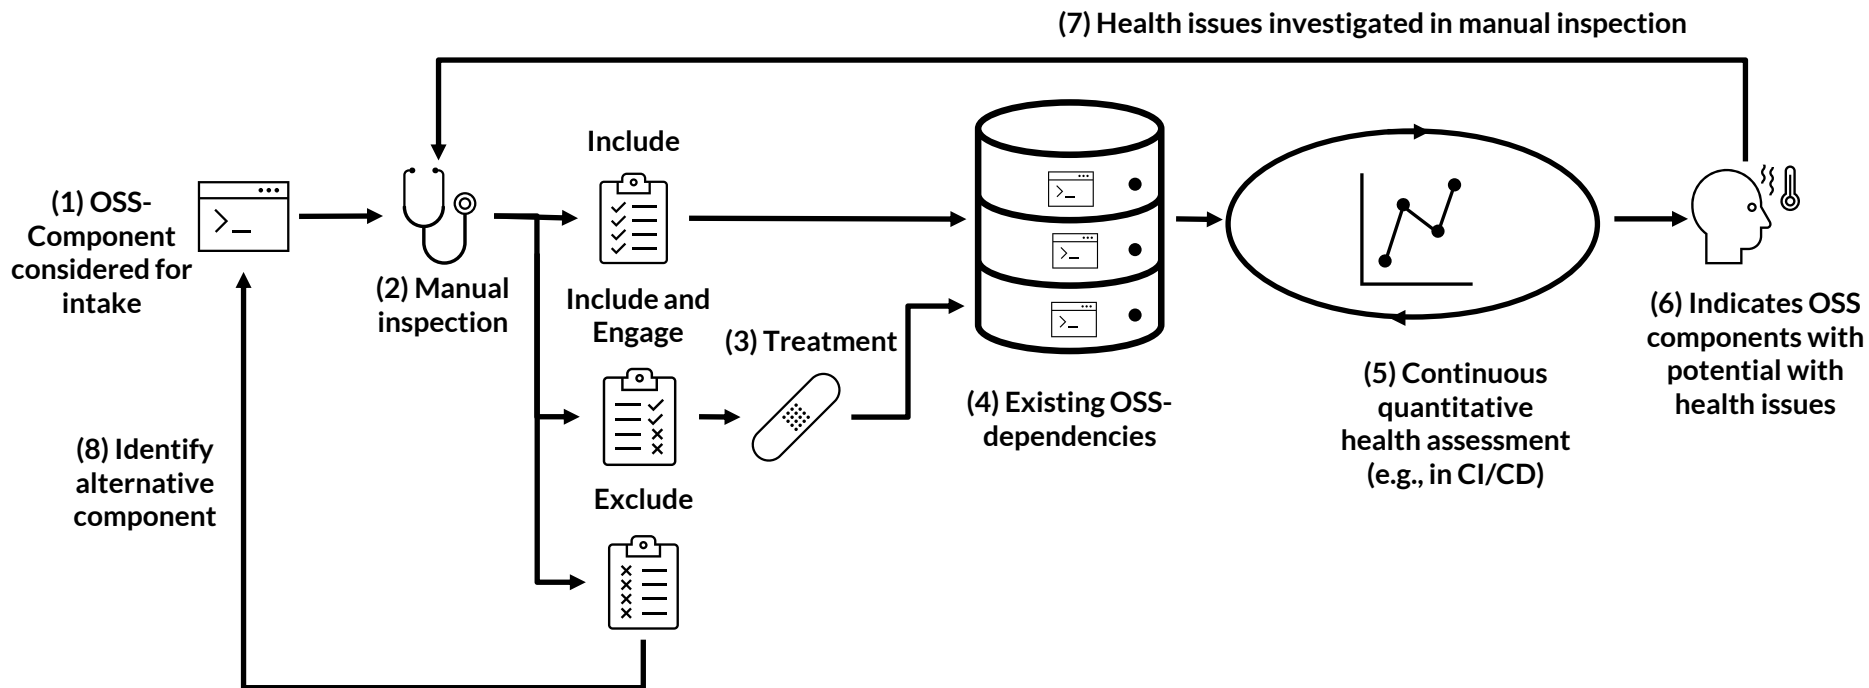 (7) Health issues investigated in manual inspection
(1) OSS-
Component
considered for
intake
(2) Manual
inspection
Include
Include and
Engage
(3) Treatment
Exclude
(4) Existing OSS-
dependencies
(5) Continuous
quantitative
health assessment
(e.g., in CI/CD)
(6) Indicates OSS
components with
potential with
health issues
(8) Identify
alternative
component